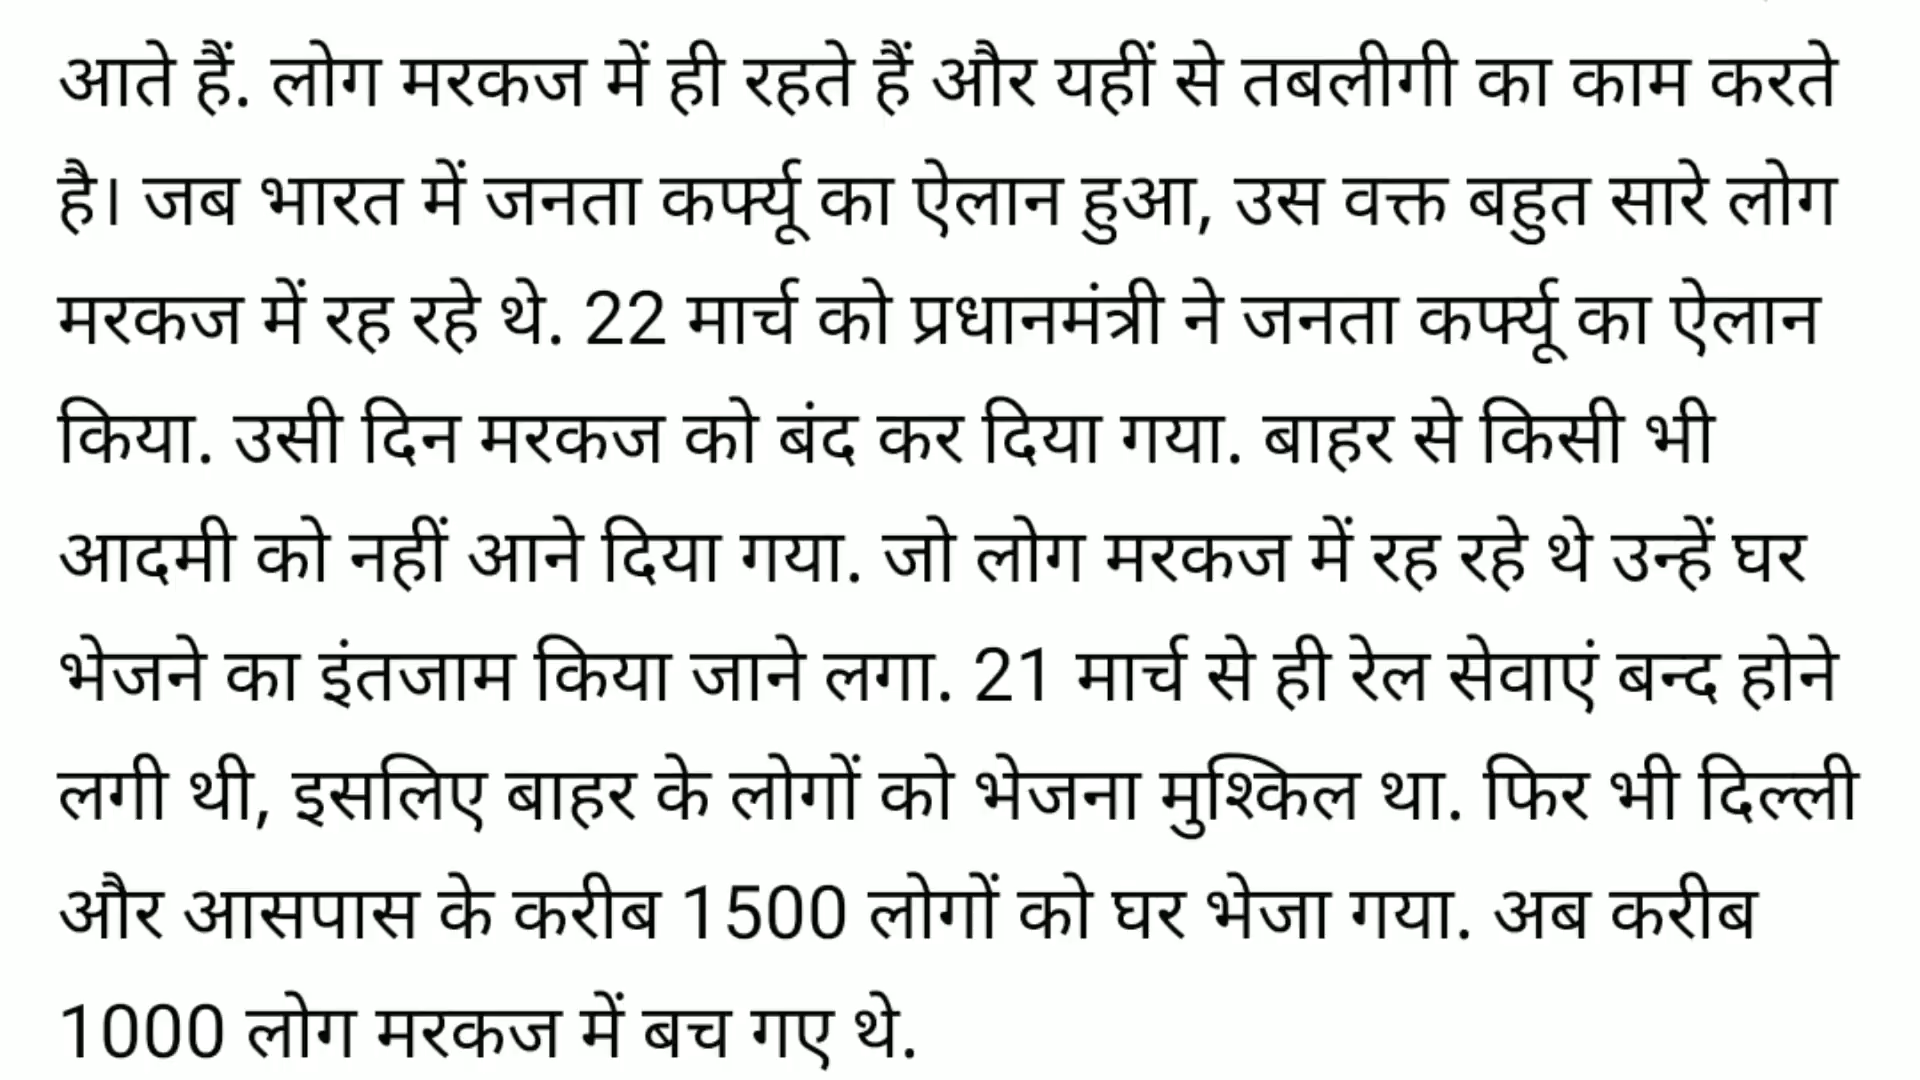 आते हैं. लोग मरकज में ही रहते हैं और यहीं से तबलीगी का काम करते
है। जब भारत में जनता कर्फ्यू का ऐलान हुआ, उस वक्त बहुत सारे लोग
मरकज में रह रहे थे. 22 मार्च को प्रधानमंत्री ने जनता कर्फ्यू का ऐलान
किया. उसी दिन मरकज को बंद कर दिया गया. बाहर से किसी भी
आदमी को नहीं आने दिया गया. जो लोग मरकज में रह रहे थे उन्हें घर
भेजने का इंतजाम किया जाने लगा. 21 मार्च से ही रेल सेवाएं बन्द होने
लगी थी, इसलिए बाहर के लोगों को भेजना मुश्किल था. फिर भी दिल्ली
और आसपास के करीब 1500 लोगों को घर भेजा गया. अब करीब
1000 लोग मरकज में बच गए थे.